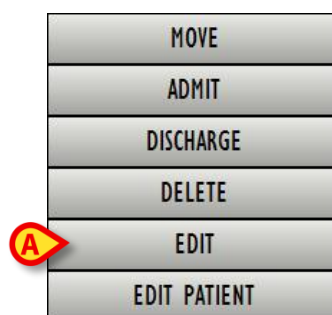 MOVE
ADMIT
DISCHARGE
DELETE
A EDIT
EDIT PATIENT